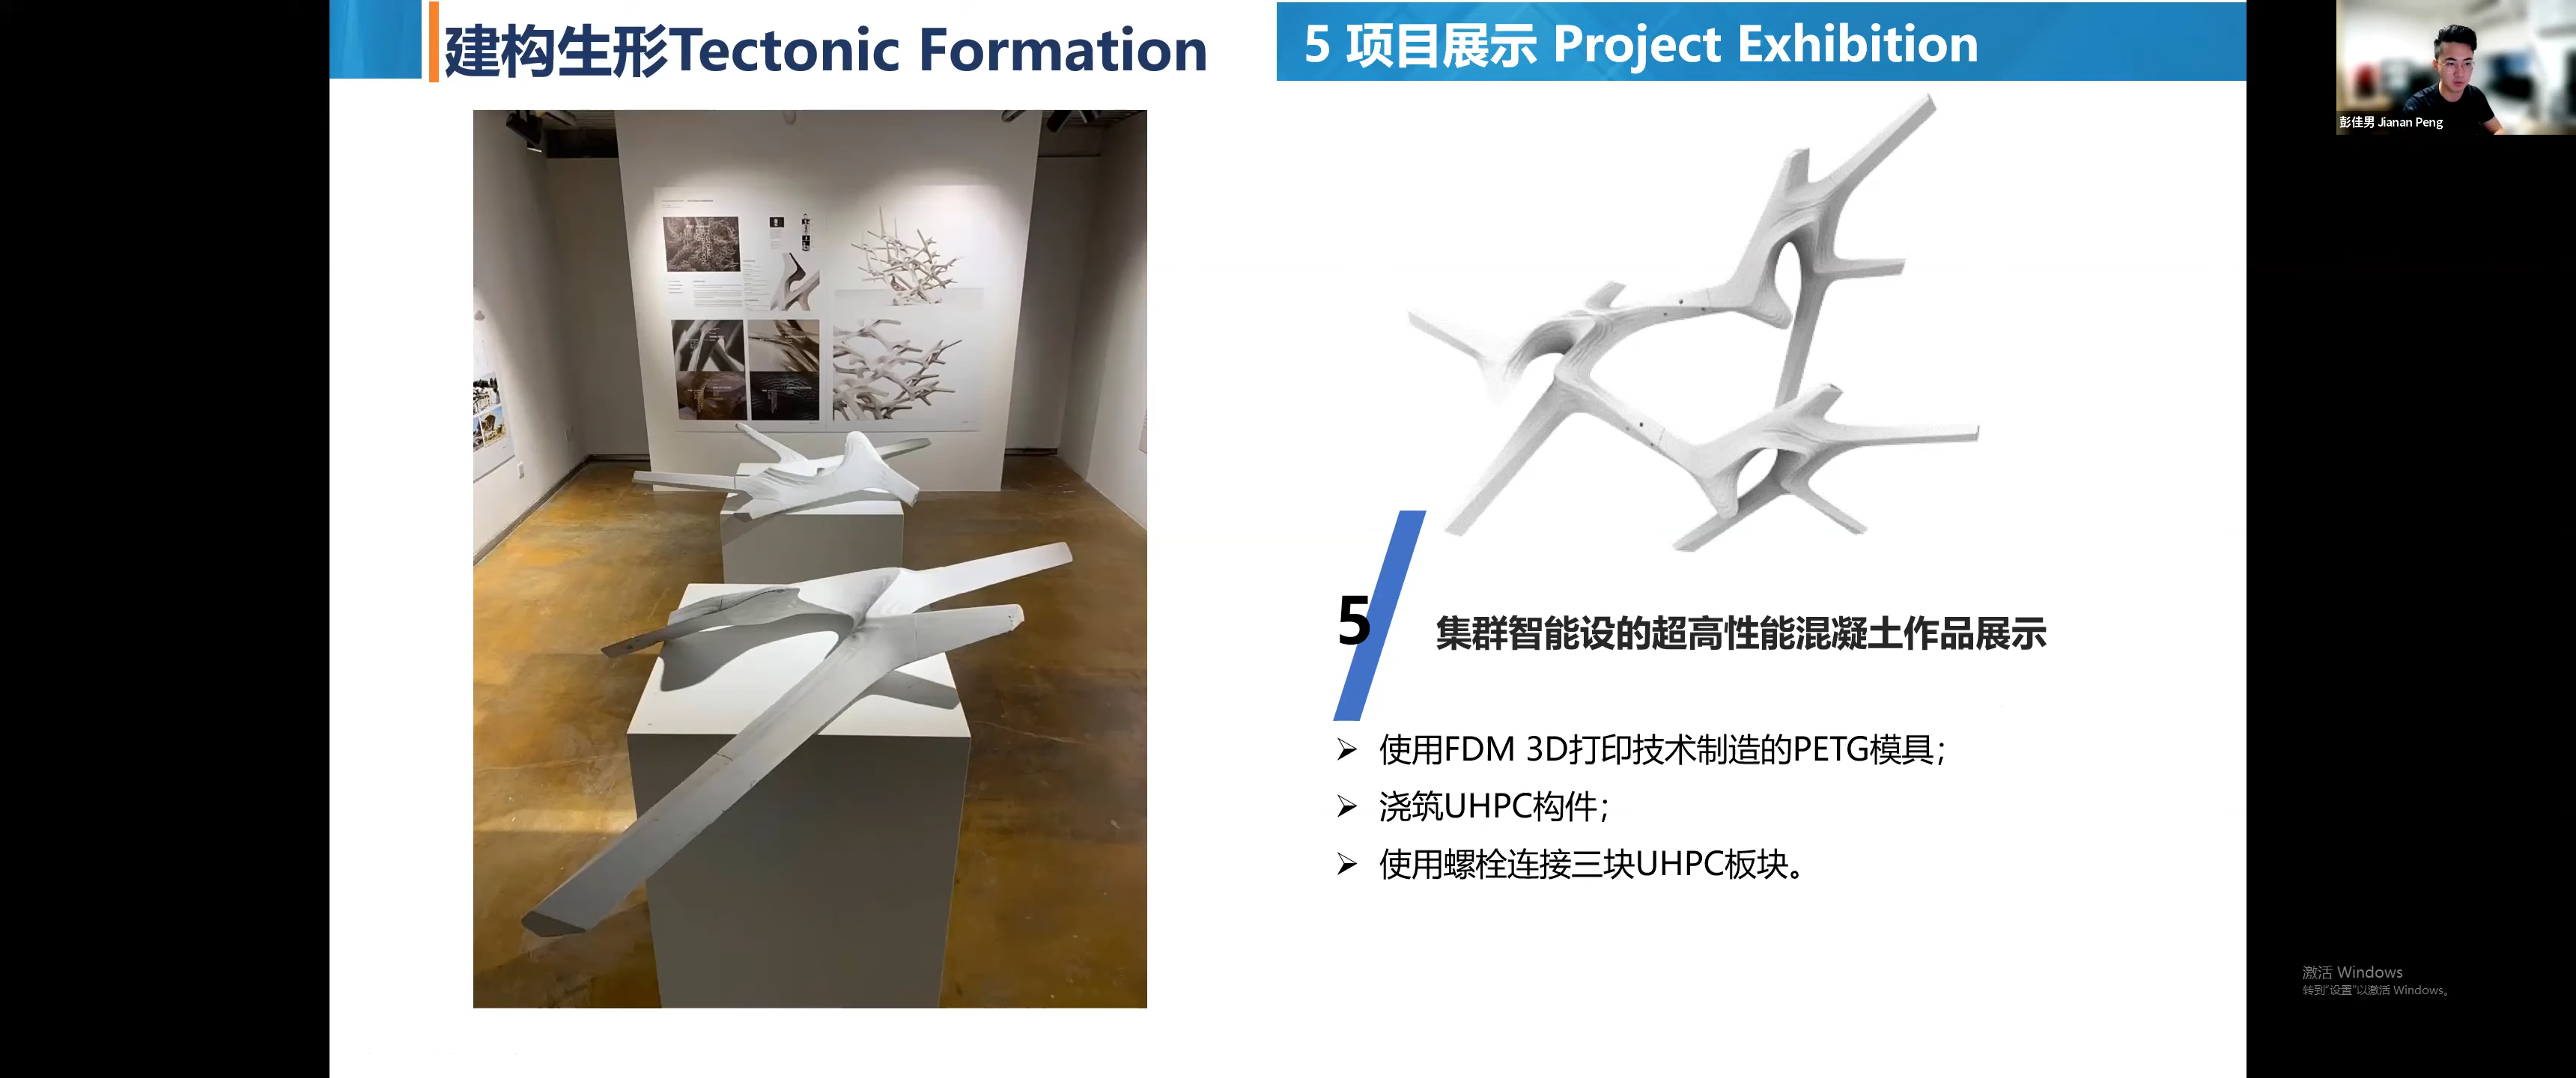 建构生形Tectonic Formation
5 项目展示 Project Exhibition
彭佳男 Jianan Peng
5
集群智能设的超高性能混凝土作品展示
➢ 使用FDM 3D打印技术制造的PETG模具；
➢ 浇筑UHPC构件；
➢ 使用螺栓连接三块UHPC板块。
激活 Windows
转到“设置”以激活 Windows。